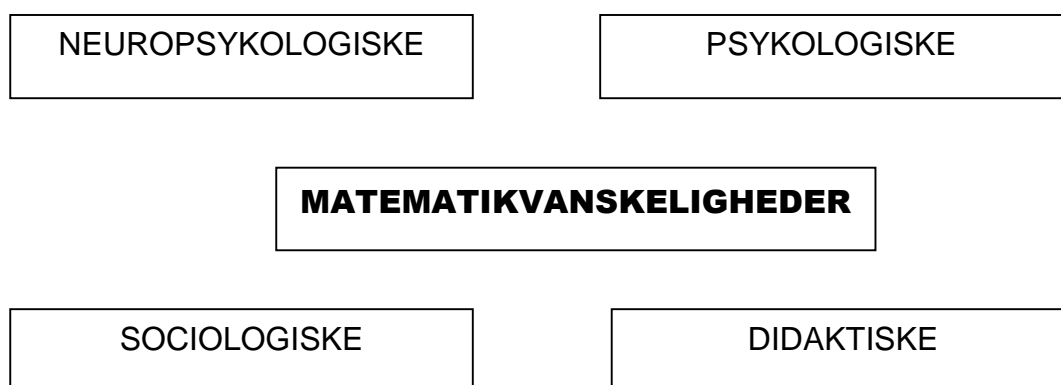 NEUROPSYKOLOGISKE
PSYKOLOGISKE
MATEMATIKVANSKELIGHEDER
SOCIOLOGISKE
DIDAKTISKE